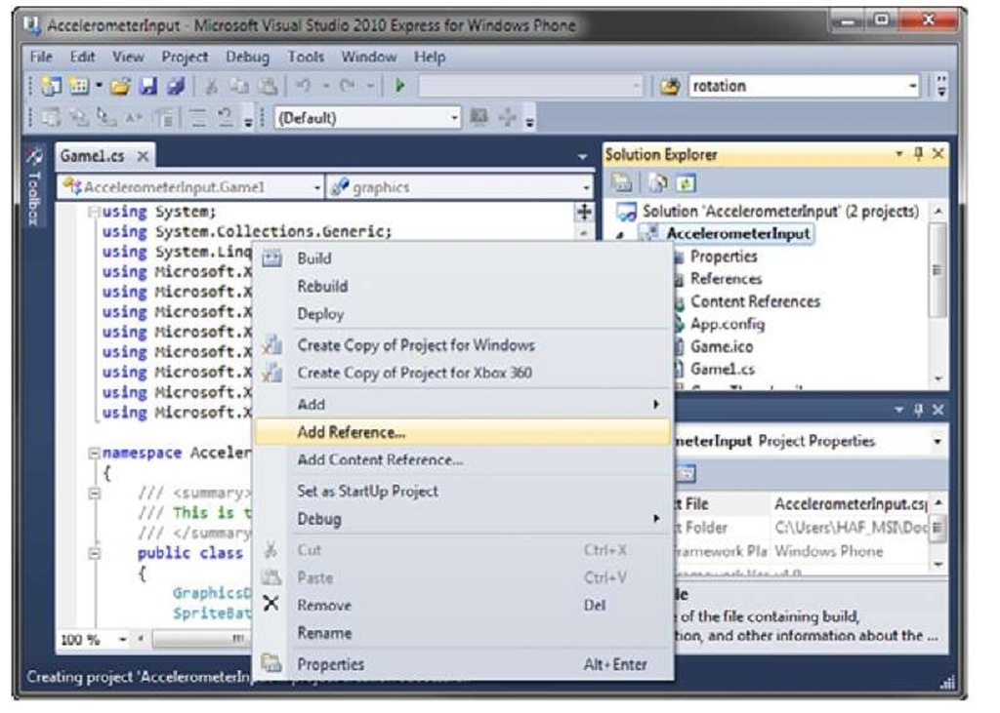 AccelerometerInput - Microsoft Visual Studio 2010 Express for Windows Phone
File Edit View Project Debug Tools Window Help
rotation
(Default)
Toolbox
Game1.cs
AccelerometerInput.Game1
graphics
using System;
using System.Collections.Generic;
using System.Linq
using Microsoft.X
using Microsoft.X
using Microsoft.X
using Microsoft.X
using Microsoft.X
using Microsoft.X
using Microsoft.X
using Microsoft.X
namespace Acceler
{
/// <summary>
/// This is t
/// </summary
public class
{
GraphicsD
SpriteBat
100 %
Build
Rebuild
Deploy
Create Copy of Project for Windows
Create Copy of Project for Xbox 360
Add
Add Reference...
Add Content Reference...
Set as StartUp Project
Debug
Cut Ctrl+X
Paste Ctrl+V
Remove Del
Rename
Properties Alt+Enter
Solution Explorer
Solution 'AccelerometerInput' (2 projects)
AccelerometerInput
Properties
References
Content References
App.config
Game.ico
Game1.cs
meterInput Project Properties
t File AccelerometerInput.csp
t Folder C:\Users\HAF_MSI\Doc
ramework Pla Windows Phone
le
e of the file containing build,
tion, and other information about the ...
Creating project 'AccelerometerIn